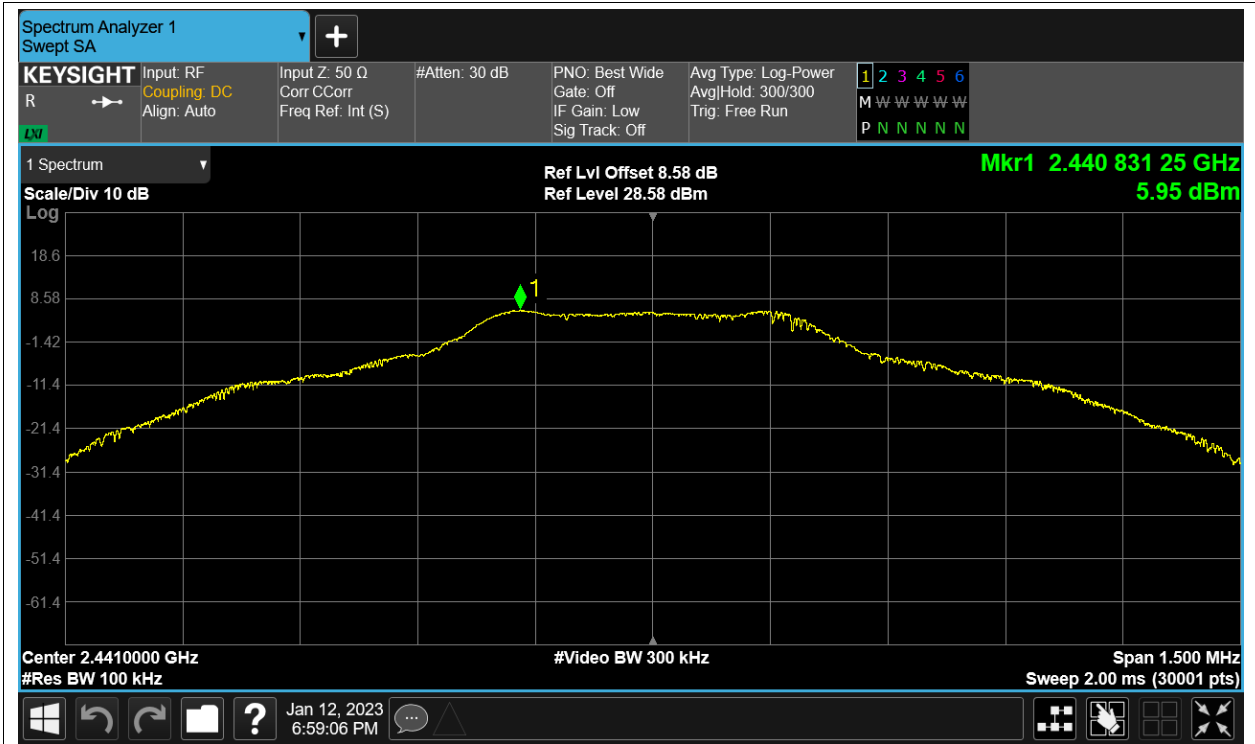 Spectrum Analyzer 1
Swept SA
+
KEYSIGHT
R
LXI
Input: RF
Coupling: DC
Align: Auto
Input Z: 50 Ω
Corr CCorr
Freq Ref: Int (S)
#Atten: 30 dB
PNO: Best Wide
Gate: Off
IF Gain: Low
Sig Track: Off
Avg Type: Log-Power
Avg|Hold: 300/300
Trig: Free Run
1 2 3 4 5 6
M W W W W W
P N N N N N
1 Spectrum
Scale/Div 10 dB
Log
Ref Lvl Offset 8.58 dB
Ref Level 28.58 dBm
Mkr1 2.440 831 25 GHz
5.95 dBm
18.6
8.58
-1.42
-11.4
-21.4
-31.4
-41.4
-51.4
-61.4
1
Center 2.4410000 GHz
#Res BW 100 kHz
#Video BW 300 kHz
Span 1.500 MHz
Sweep 2.00 ms (30001 pts)
?
Jan 12, 2023
6:59:06 PM